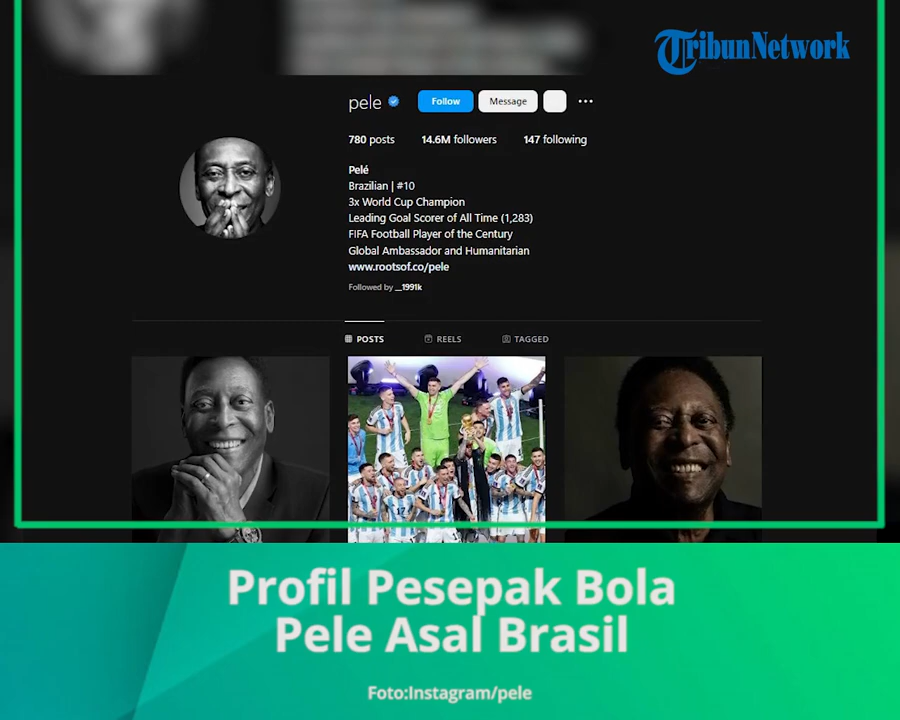 TribunNetwork
pele Follow Message
780 posts 14.6M followers 147 following
Pelé
Brazilian | #10
3x World Cup Champion
Leading Goal Scorer of All Time (1,283)
FIFA Football Player of the Century
Global Ambassador and Humanitarian
www.rootsof.co/pele
Followed by __1991k
POSTS REELS TAGGED
17
Profil Pesepak Bola
Pele Asal Brasil
Foto:Instagram/pele